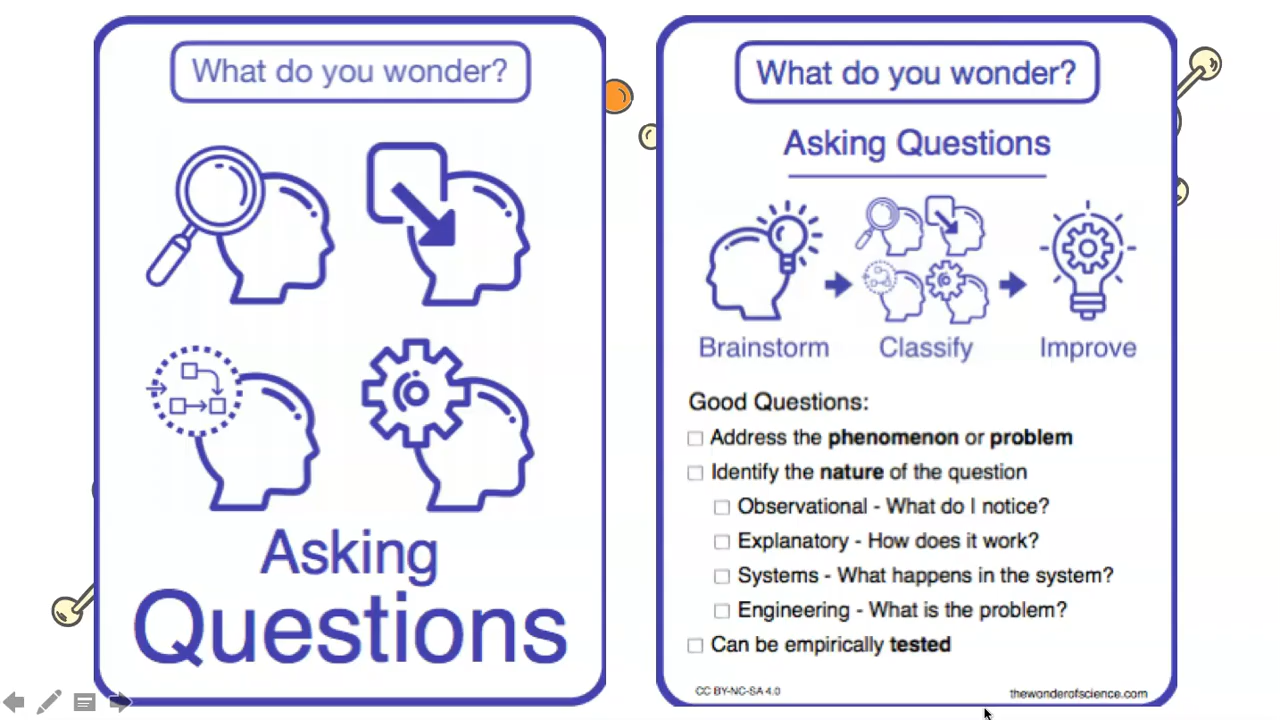 What do you wonder?
Asking
Questions
What do you wonder?
Asking Questions
Brainstorm
Classify
Improve
Good Questions:
Address the phenomenon or problem
Identify the nature of the question
Observational - What do I notice?
Explanatory - How does it work?
Systems - What happens in the system?
Engineering - What is the problem?
Can be empirically tested
CC BY-NC-SA 4.0
thewonderofscience.com